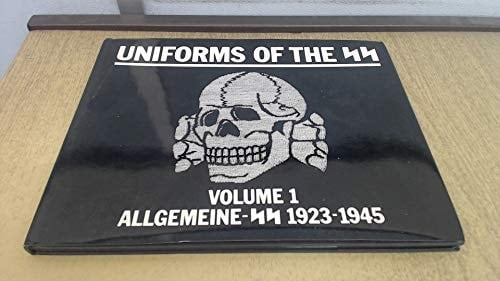 UNIFORMS OF THE ᛋᛋ
VOLUME 1
ALLGEMEINE-ᛋᛋ 1923-1945